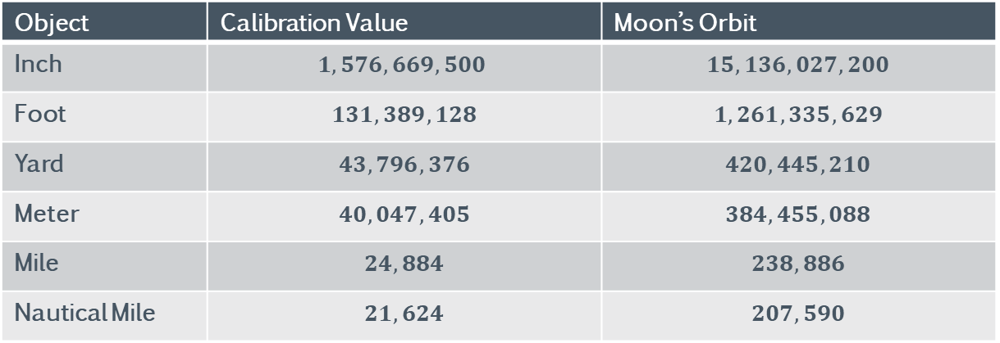 Object Calibration Value Moon's Orbit
Inch 1,576,669,500 15,136,027,200
Foot 131,389,128 1,261,335,629
Yard 43,796,376 420,445,210
Meter 40,047,405 384,455,088
Mile 24,884 238,886
Nautical Mile 21,624 207,590